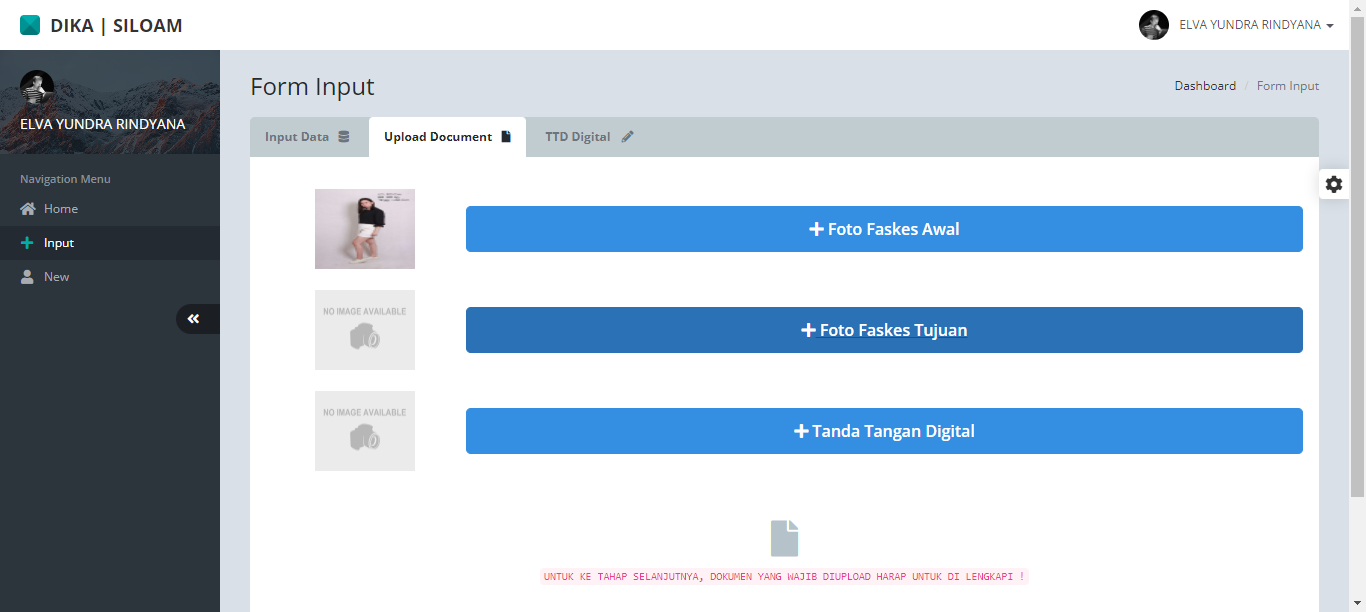 DIKA | SILOAM
ELVA YUNDRA RINDYANA
ELVA YUNDRA RINDYANA
Navigation Menu
Home
Input
New
Form Input
Dashboard / Form Input
Input Data
Upload Document
TTD Digital
Foto Faskes Awal
NO IMAGE AVAILABLE
Foto Faskes Tujuan
NO IMAGE AVAILABLE
Tanda Tangan Digital
UNTUK KE TAHAP SELANJUTNYA, DOKUMEN YANG WAJIB DIUPLOAD HARAP UNTUK DI LENGKAPI !